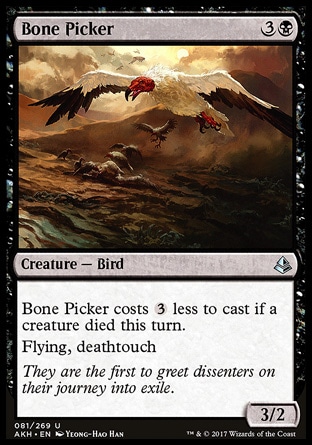 Bone Picker 3
Creature — Bird
Bone Picker costs 3 less to cast if a
creature died this turn.
Flying, deathtouch
They are the first to greet dissenters on
their journey into exile.
3/2
081/269 U
AKH • EN Yeong-Hao Han
™ & © 2017 Wizards of the Coast